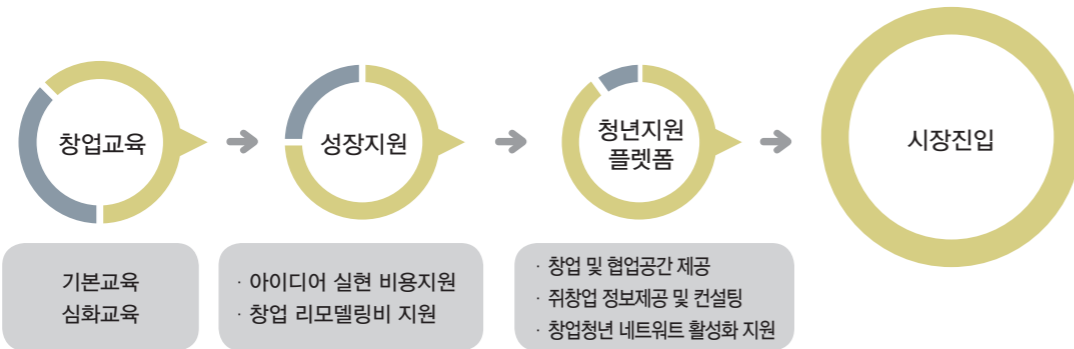 창업교육
성장지원
청년지원
플렛폼
시장진입
기본교육
심화교육
· 아이디어 실현 비용지원
· 창업 리모델링비 지원
· 창업 및 협업공간 제공
· 쥐창업 정보제공 및 컨설팅
· 창업청년 네트워트 활성화 지원